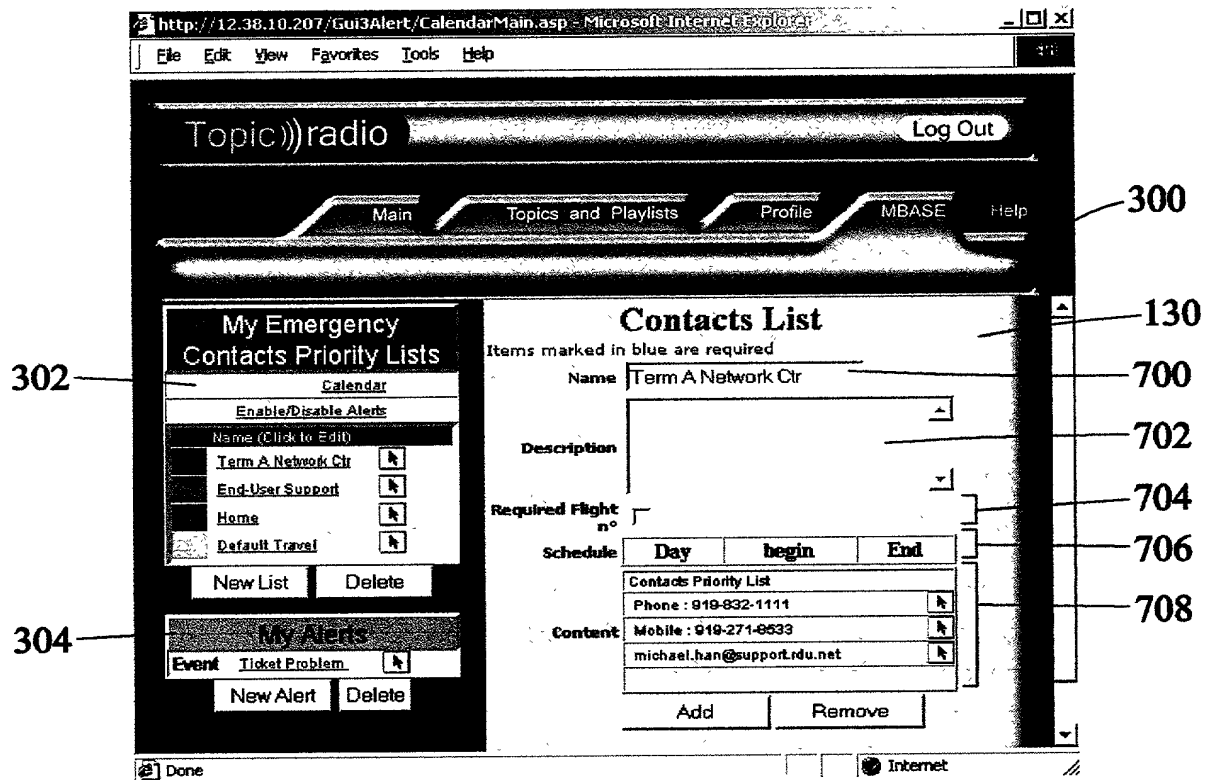 http://12.38.10.207/Gui3Alert/CalendarMain.asp - Microsoft Internet Explorer
File Edit View Favorites Tools Help
Topic radio
Log Out
Main
Topics and Playlists
Profile
MBASE
Help
300
My Emergency
Contacts Priority Lists
302
Calendar
Enable/Disable Alerts
Name (Click to Edit)
Term A Network Ctr
End-User Support
Home
Default Travel
New List
Delete
304
My Alerts
Event
Ticket Problem
New Alert
Delete
Contacts List
130
Items marked in blue are required
Name
Term A Network Ctr
700
Description
702
Required Flight
n°
704
Schedule
Day
begin
End
706
Content
Contacts Priority List
Phone : 919-832-1111
Mobile : 919-271-9533
michael.han@support.rdu.net
708
Add
Remove
Done
Internet